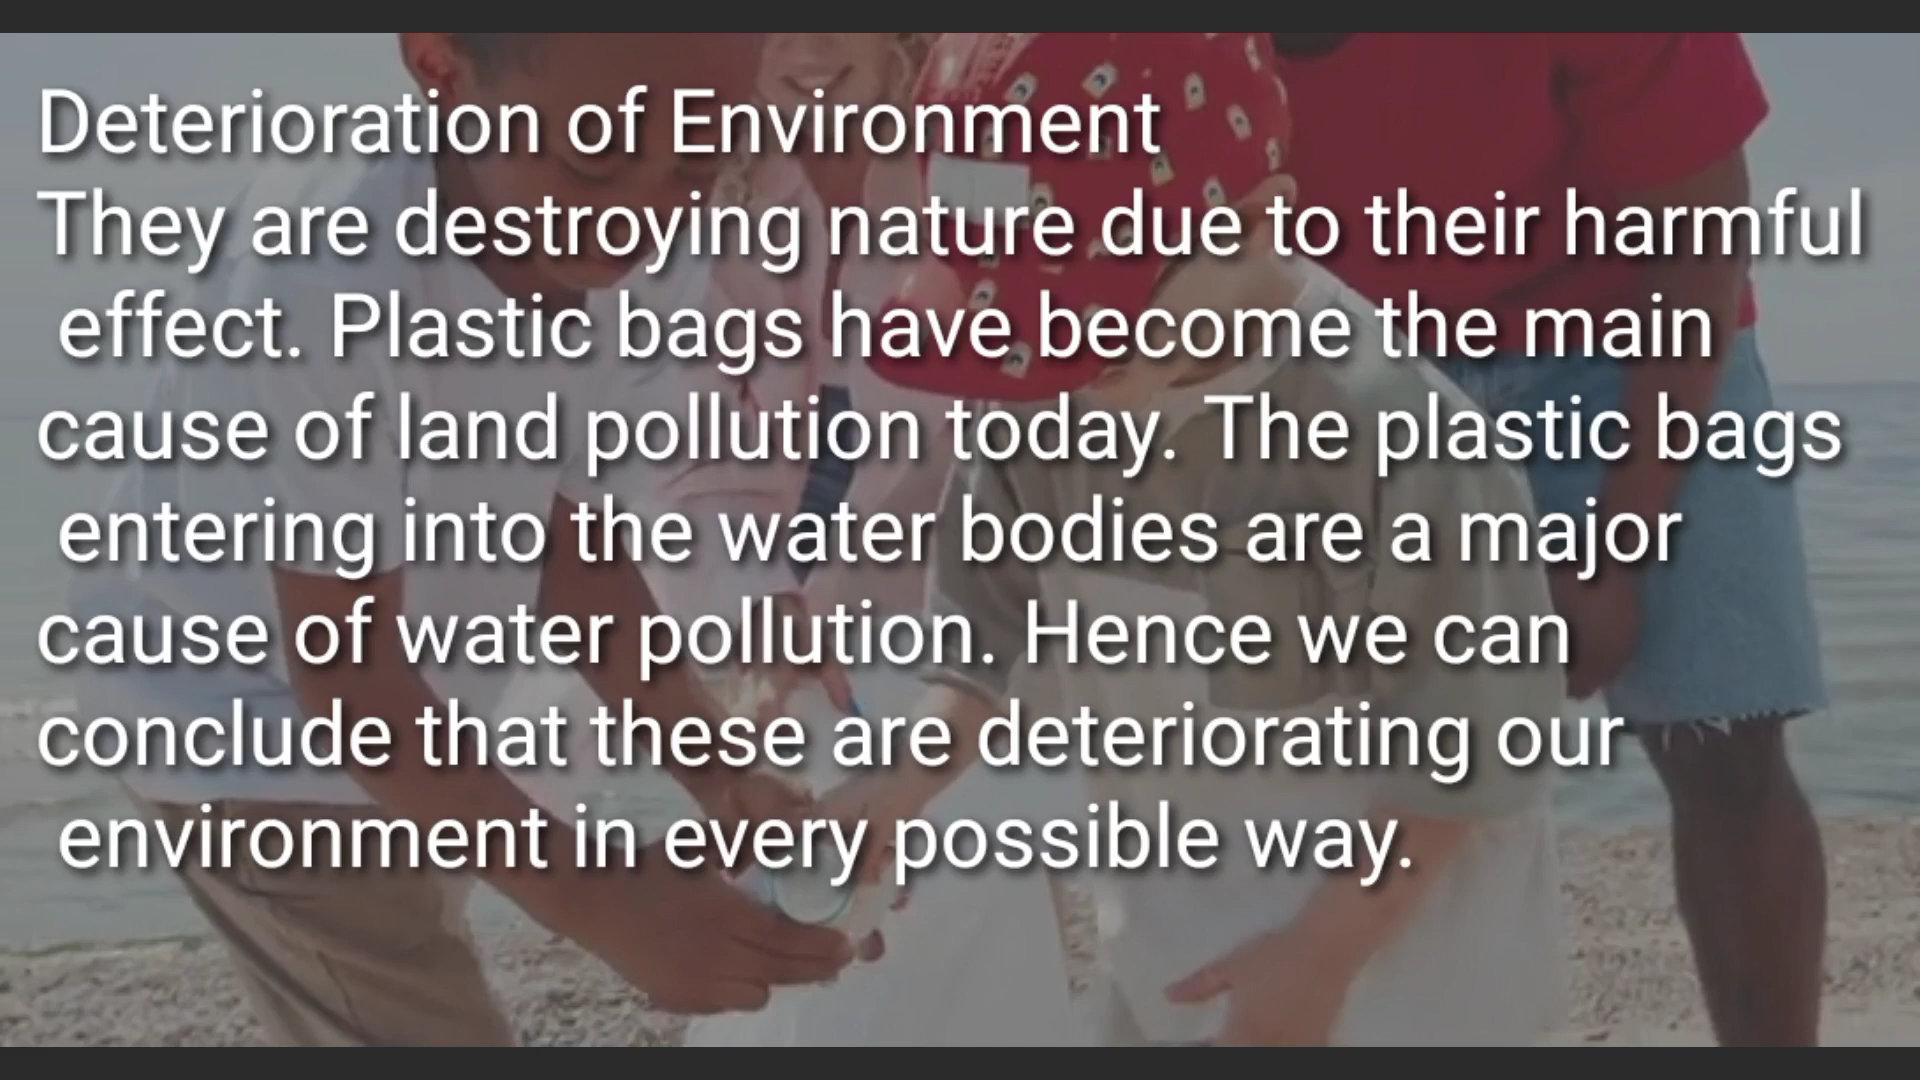 Deterioration of Environment
They are destroying nature due to their harmful
effect. Plastic bags have become the main
cause of land pollution today. The plastic bags
entering into the water bodies are a major
cause of water pollution. Hence we can
conclude that these are deteriorating our
environment in every possible way.